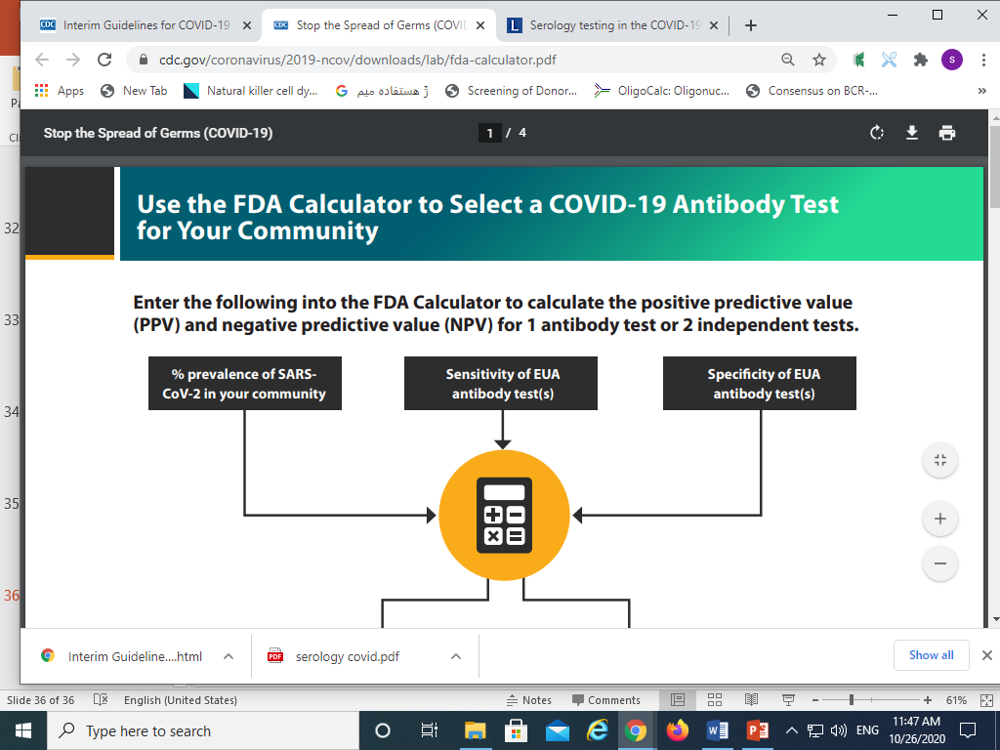 Interim Guidelines for COVID-19
Stop the Spread of Germs (COVID
Serology testing in the COVID-19
cdc.gov/coronavirus/2019-ncov/downloads/lab/fda-calculator.pdf
S
Apps
New Tab
Natural killer cell dy...
ژ هستفاده میم
Screening of Donor...
OligoCalc: Oligonuc...
Consensus on BCR-...
»
Stop the Spread of Germs (COVID-19)
1 / 4
Use the FDA Calculator to Select a COVID-19 Antibody Test
for Your Community
Enter the following into the FDA Calculator to calculate the positive predictive value
(PPV) and negative predictive value (NPV) for 1 antibody test or 2 independent tests.
% prevalence of SARS-
CoV-2 in your community
Sensitivity of EUA
antibody test(s)
Specificity of EUA
antibody test(s)
32
33
34
35
36
Interim Guideline....html
PDF
serology covid.pdf
Show all
Slide 36 of 36
English (United States)
Notes
Comments
61%
Type here to search
ENG
11:47 AM
10/26/2020